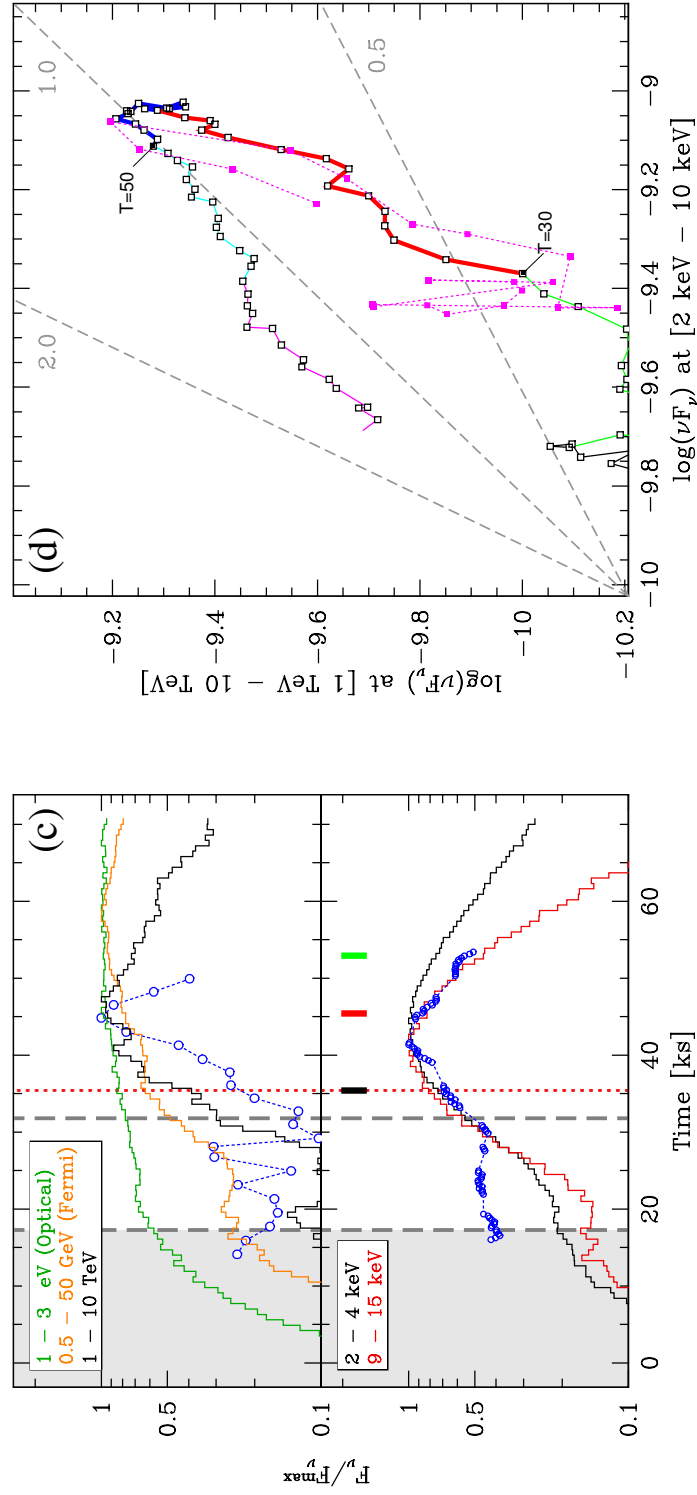 (c)
1 – 3 eV (Optical)
0.5 – 50 GeV (Fermi)
1 – 10 TeV
1
0.5
0.1
2 – 4 keV
9 – 15 keV
1
0.5
0.1
F_ν/F_ν^max
0
20
40
60
Time [ks]
(d)
2.0
1.0
0.5
T=50
T=30
−9.2
−9.4
−9.6
−9.8
−10
−10.2
log(νF_ν) at [1 TeV − 10 TeV]
−10
−9.8
−9.6
−9.4
−9.2
−9
log(νF_ν) at [2 keV − 10 keV]